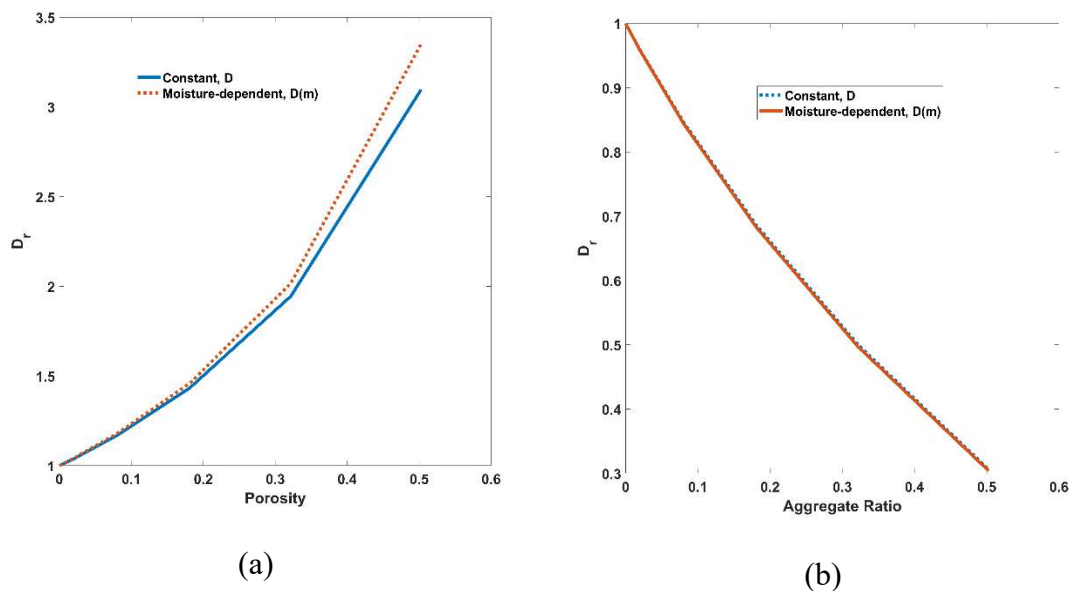 3.5
3
2.5
2
1.5
1
0 0.1 0.2 0.3 0.4 0.5 0.6
D_r
Porosity
Constant, D
Moisture-dependent, D(m)
(a)
1
0.9
0.8
0.7
0.6
0.5
0.4
0.3
0 0.1 0.2 0.3 0.4 0.5 0.6
D_r
Aggregate Ratio
Constant, D
Moisture-dependent, D(m)
(b)